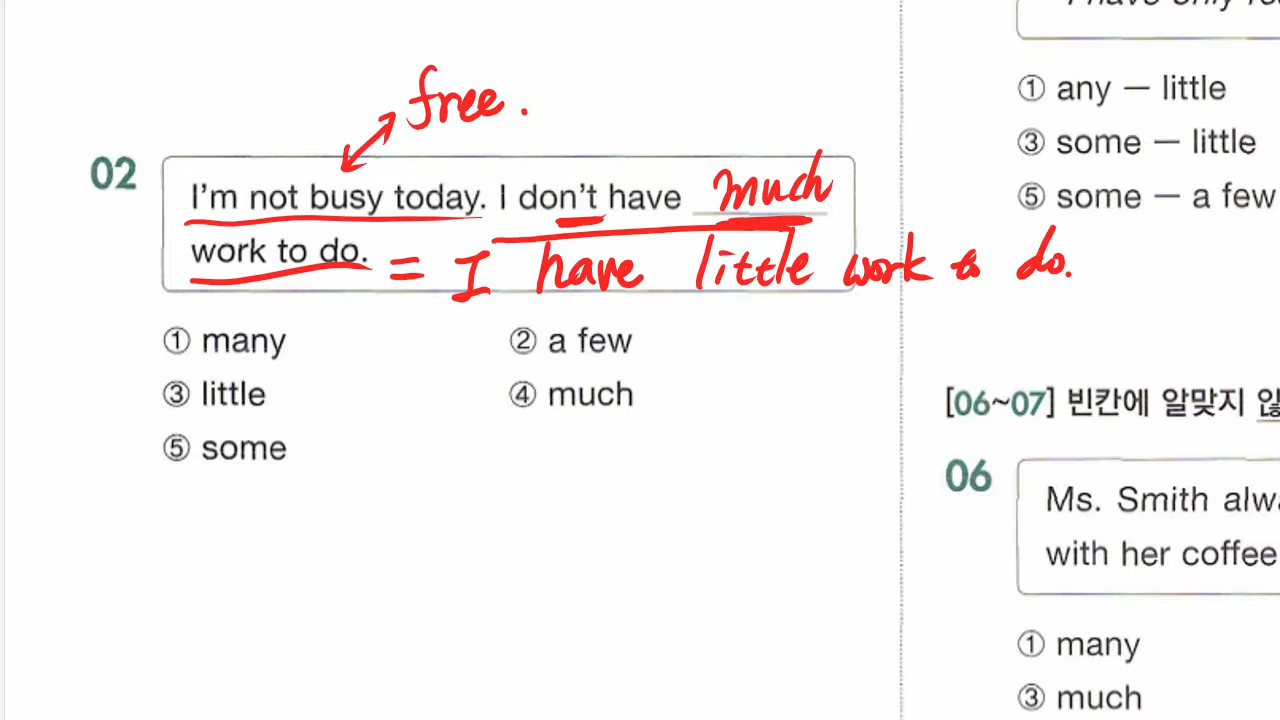 free.
02
I'm not busy today. I don't have much
work to do. = I have little work to do.
① many
② a few
③ little
④ much
⑤ some
① any — little
③ some — little
⑤ some — a few
[06~07] 빈칸에 알맞지
06
Ms. Smith
with her coffee
① many
③ much